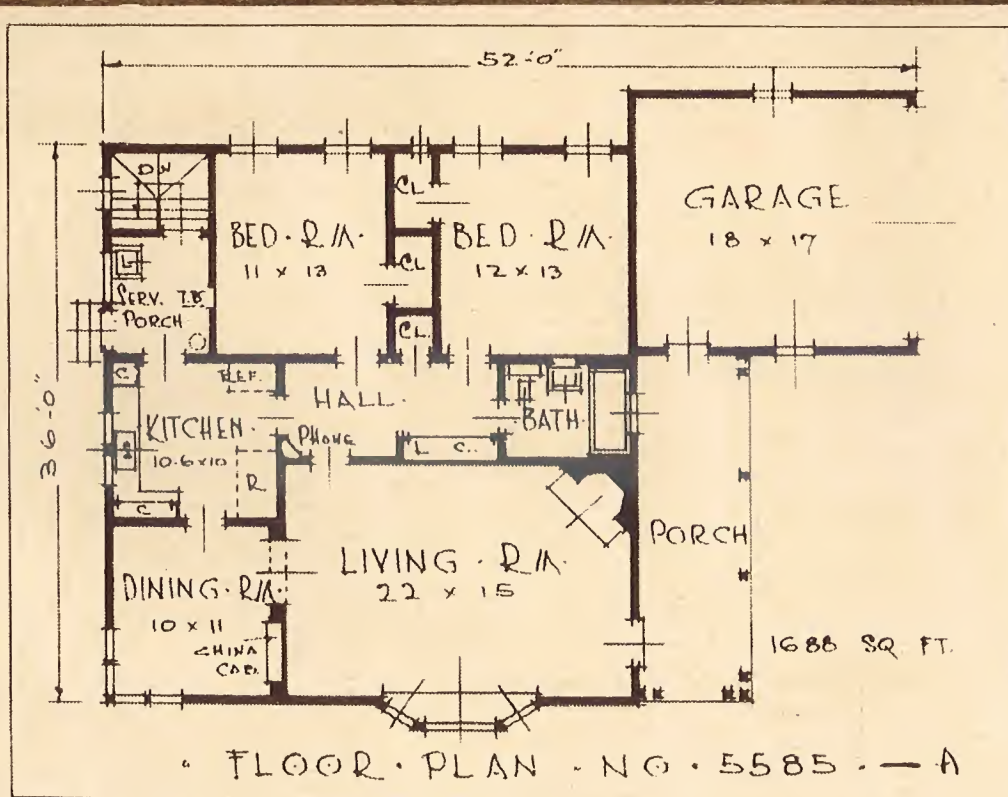 52'-0"
DN
BED. RM.
11 x 13
CL
CL
CL.
BED. RM.
12 x 13
GARAGE
18 x 17
L
SERV. T.B.
PORCH
36'-0"
C
REF.
HALL.
KITCHEN.
10-6x10
PHONE
L C.
BATH.
R
C
PORCH
LIVING. RM.
22 x 15
DINING. RM.
10 x 11
CHINA
CAB.
1688 SQ. FT.
. FLOOR. PLAN. NO. 5585. — A